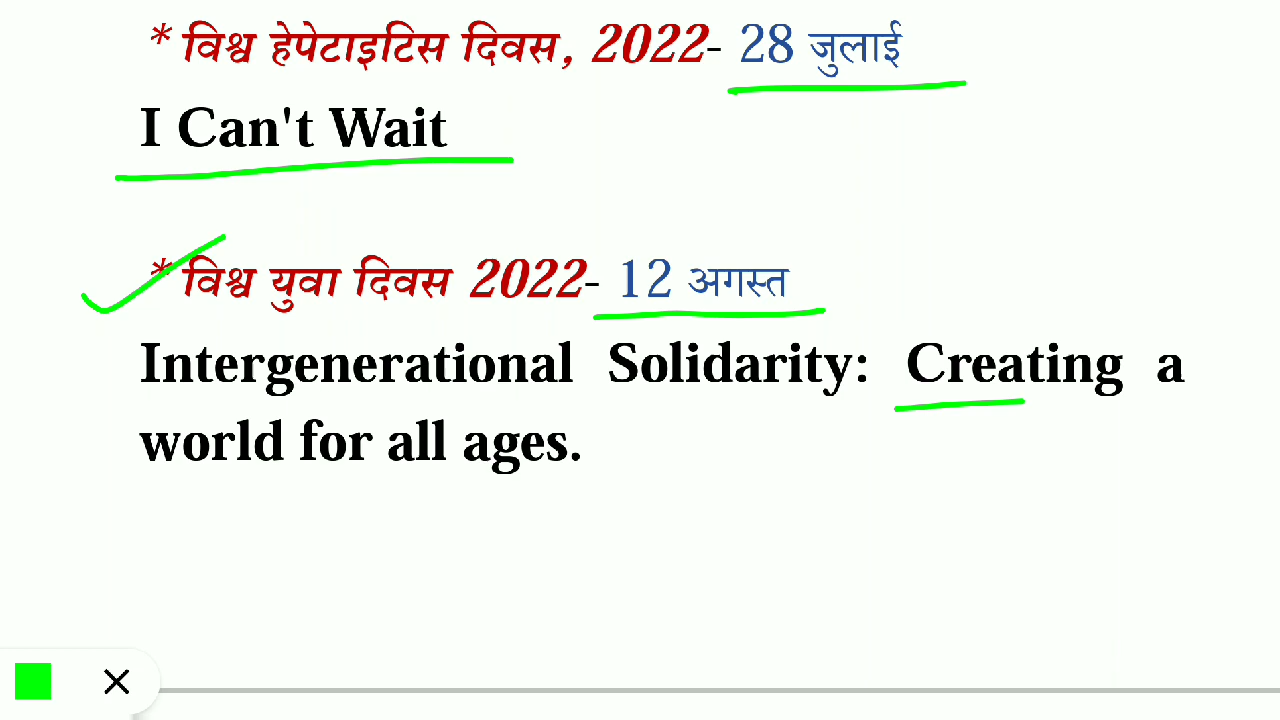 * विश्व हेपेटाइटिस दिवस, 2022- 28 जुलाई
I Can't Wait
* विश्व युवा दिवस 2022- 12 अगस्त
Intergenerational Solidarity: Creating a
world for all ages.